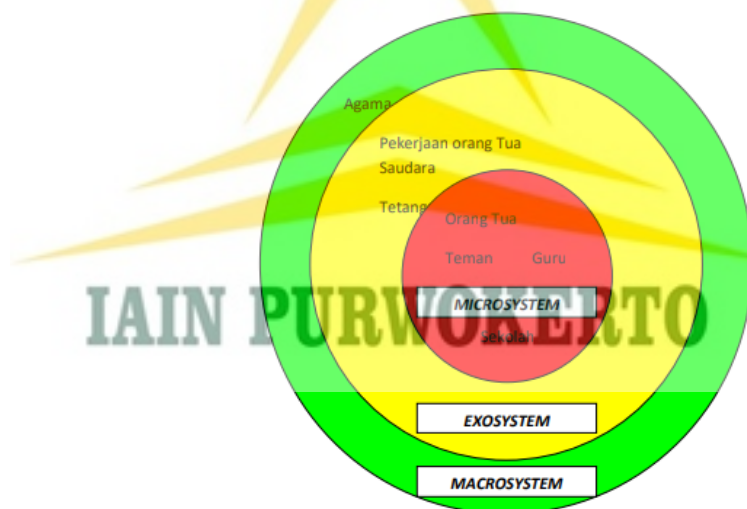 Agama
Pekerjaan orang Tua
Saudara
Tetang
Orang Tua
Teman Guru
IAIN PURWOKERTO
MICROSYSTEM
Sekolah
EXOSYSTEM
MACROSYSTEM